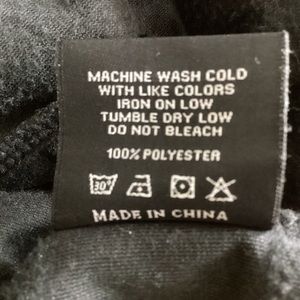 MACHINE WASH COLD
WITH LIKE COLORS
IRON ON LOW
TUMBLE DRY LOW
DO NOT BLEACH
100% POLYESTER
30°
MADE IN CHINA